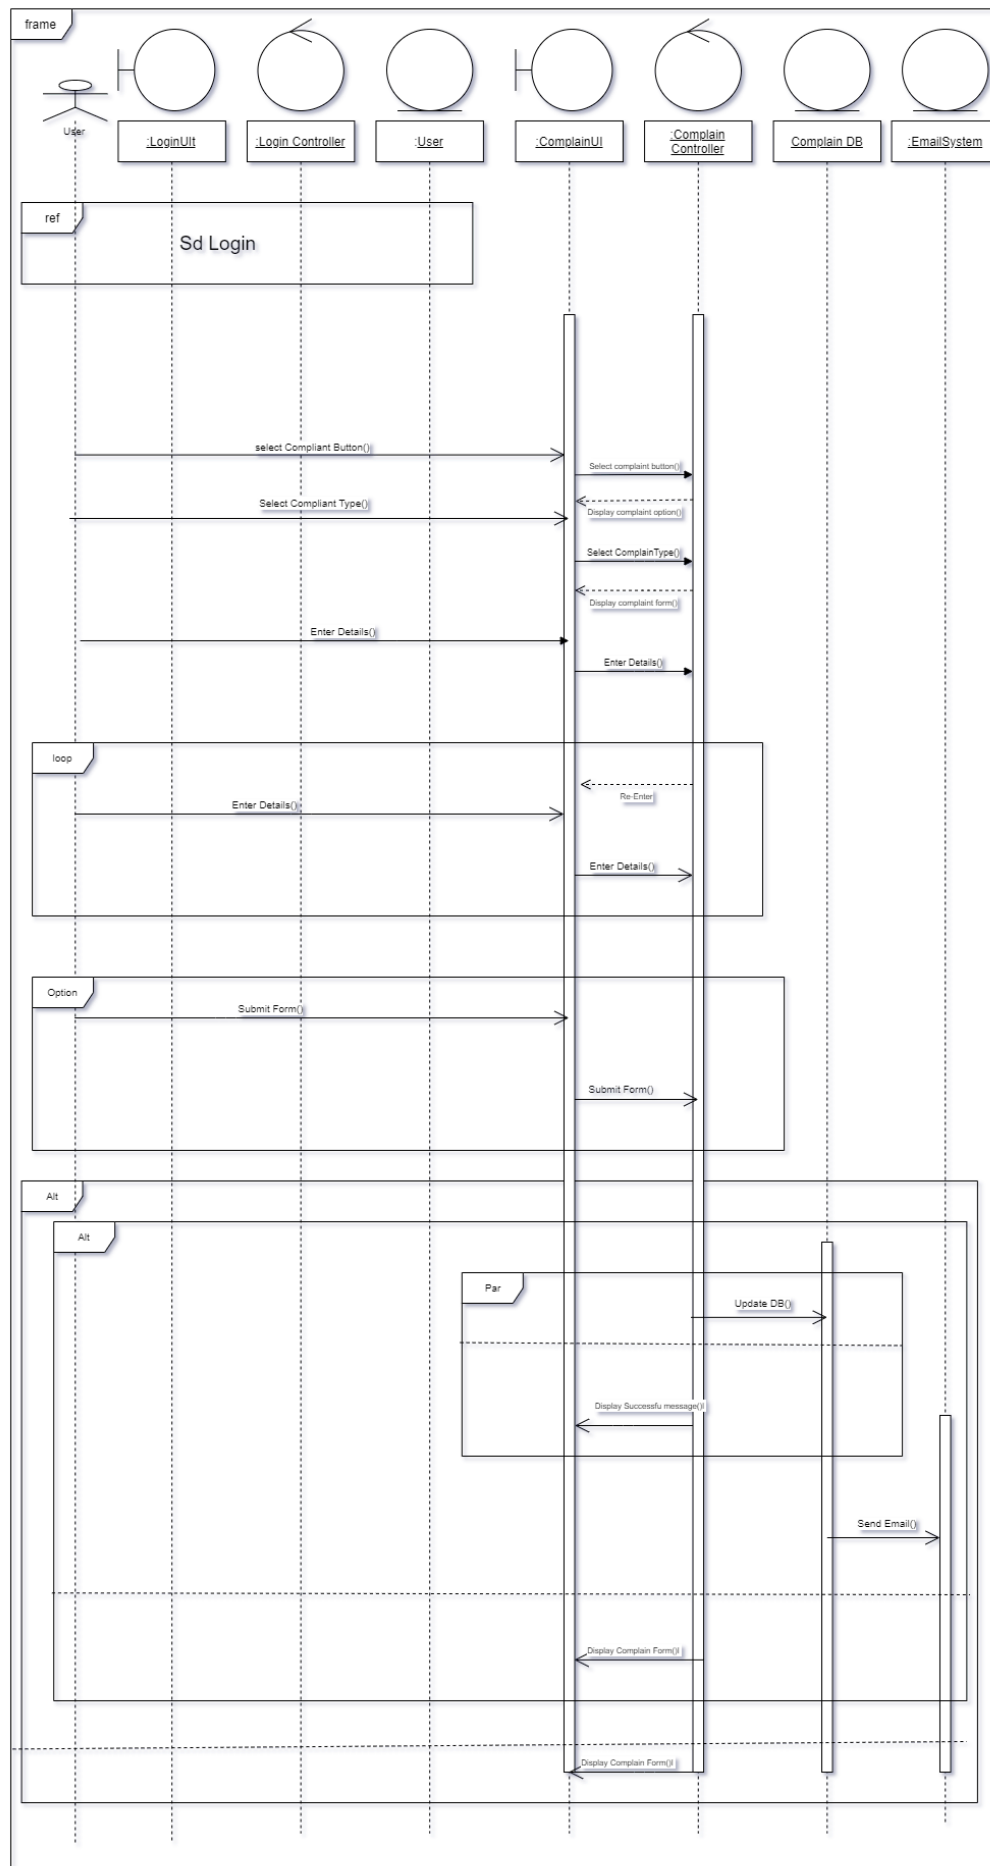 frame
User
:LoginUIt
:Login Controller
:User
:ComplainUI
:Complain
Controller
Complain DB
:EmailSystem
ref
Sd Login
select Compliant Button()
Select complaint button()
Select Compliant Type()
Display complaint option()
Select ComplainType()
Display complaint form()
Enter Details()
Enter Details()
loop
Re-Enter
Enter Details()
Enter Details()
Option
Submit Form()
Submit Form()
Alt
Alt
Par
Update DB()
Display Successfu message()l
Send Email()
Display Complain Form()l
Display Complain Form()l